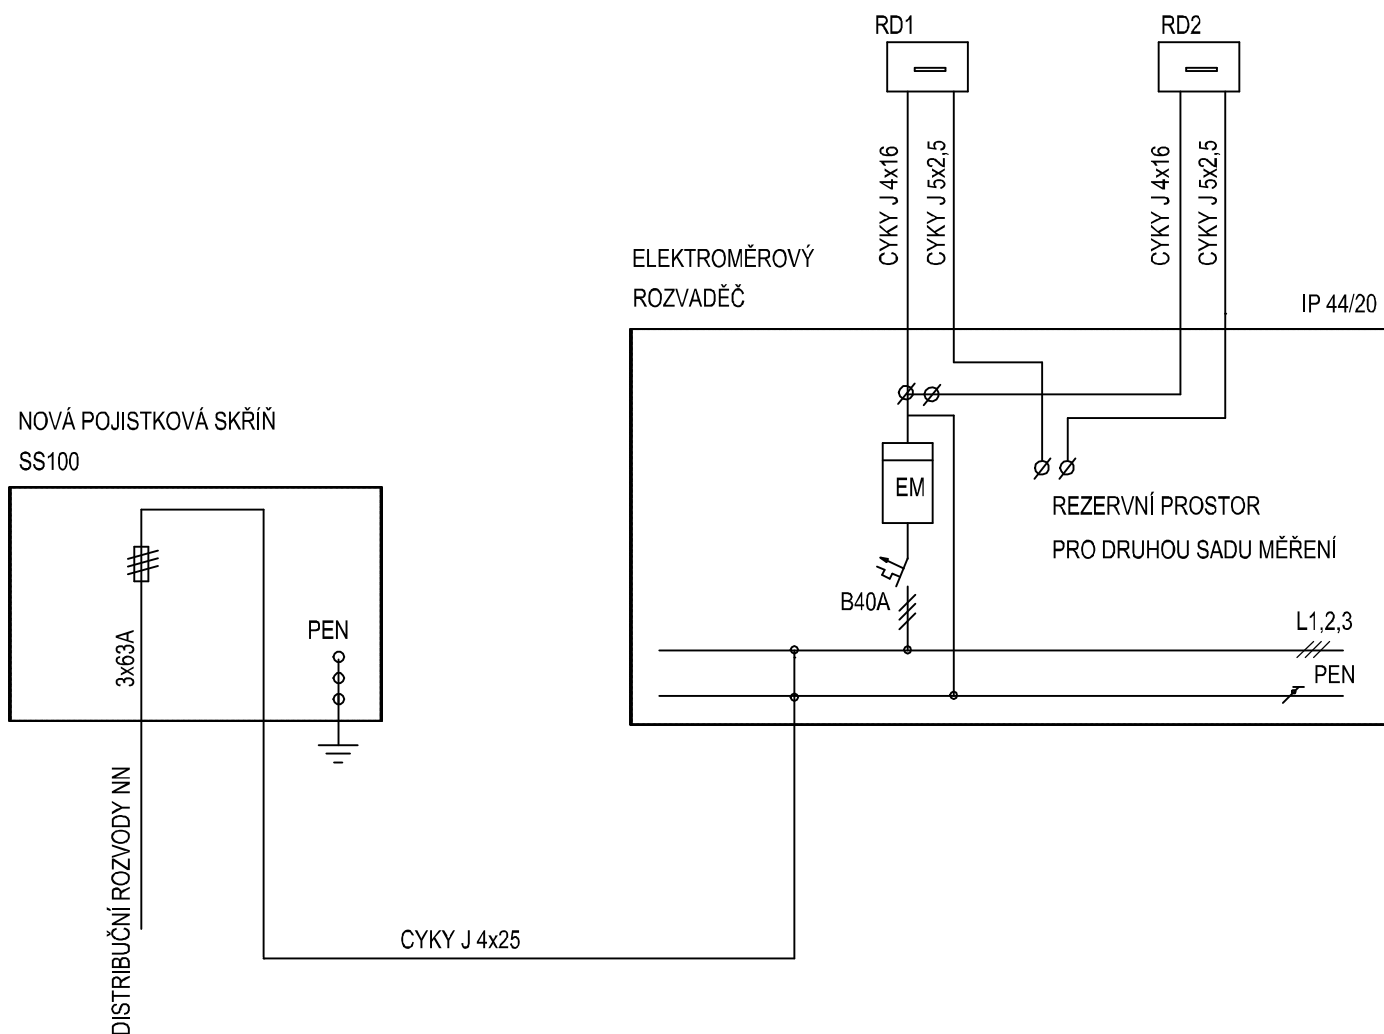 RD1
RD2
CYKY J 4x16
CYKY J 5x2,5
CYKY J 4x16
CYKY J 5x2,5
ELEKTROMĚROVÝ
ROZVADĚČ
IP 44/20
NOVÁ POJISTKOVÁ SKŘÍŇ
SS100
EM
REZERVNÍ PROSTOR
PRO DRUHOU SADU MĚŘENÍ
B40A
L1,2,3
PEN
PEN
3x63A
DISTRIBUČNÍ ROZVODY NN
CYKY J 4x25